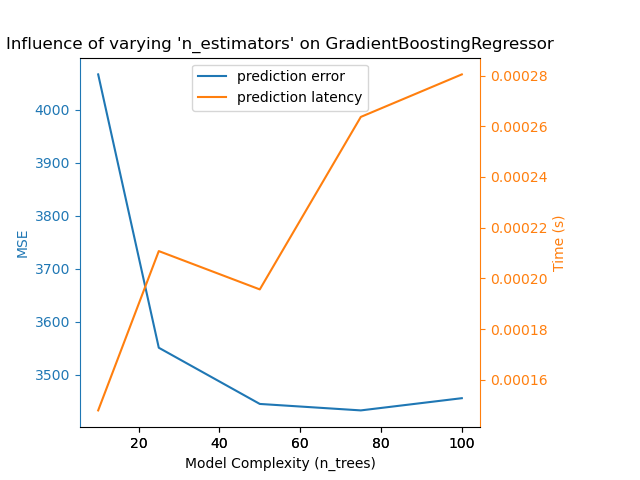 Influence of varying 'n_estimators' on GradientBoostingRegressor
prediction error
prediction latency
4000
3900
3800
3700
3600
3500
MSE
0.00028
0.00026
0.00024
0.00022
0.00020
0.00018
0.00016
Time (s)
20 40 60 80 100
Model Complexity (n_trees)